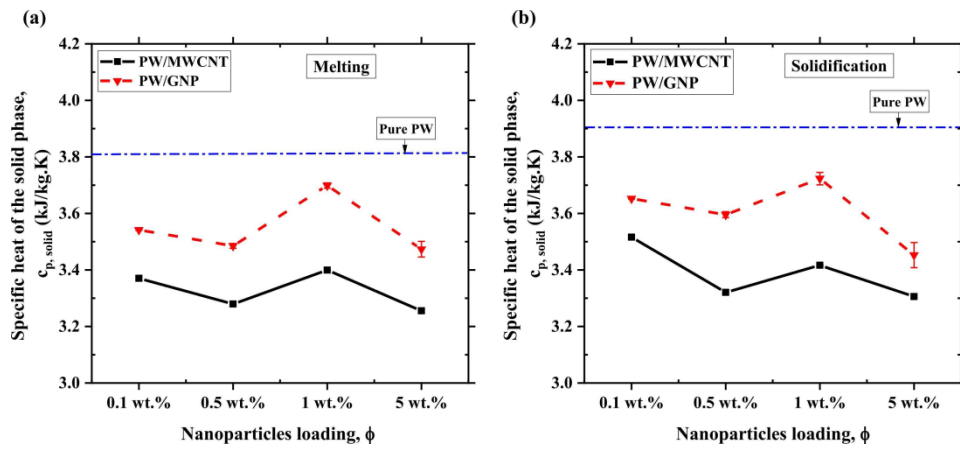 (a)
Specific heat of the solid phase,
cp, solid (kJ/kg.K)
4.2
4.0
3.8
3.6
3.4
3.2
3.0
PW/MWCNT
PW/GNP
Melting
Pure PW
0.1 wt.%
0.5 wt.%
1 wt.%
5 wt.%
Nanoparticles loading, ϕ
(b)
Specific heat of the solid phase,
cp, solid (kJ/kg.K)
4.2
4.0
3.8
3.6
3.4
3.2
3.0
PW/MWCNT
PW/GNP
Solidification
Pure PW
0.1 wt.%
0.5 wt.%
1 wt.%
5 wt.%
Nanoparticles loading, ϕ